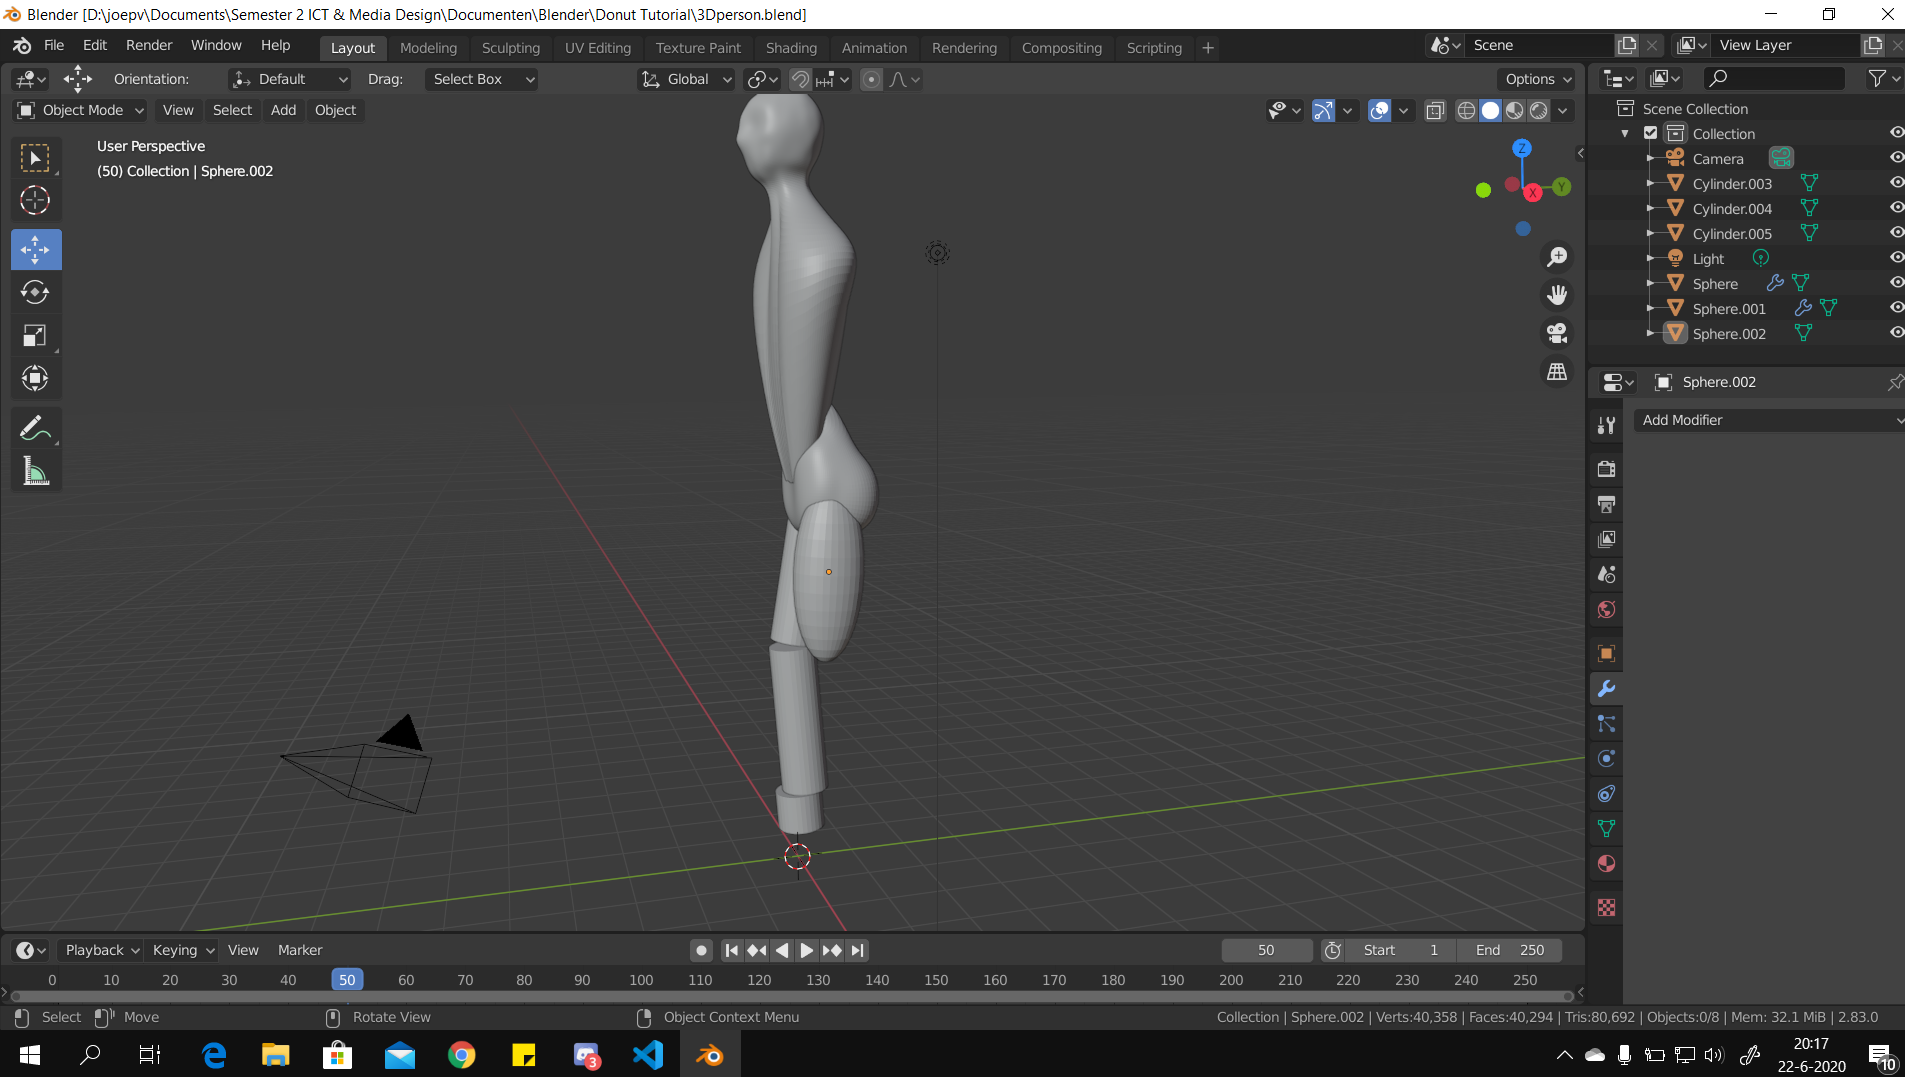 Blender [D:\joepv\Documents\Semester 2 ICT & Media Design\Documenten\Blender\Donut Tutorial\3Dperson.blend]
File Edit Render Window Help Layout Modeling Sculpting UV Editing Texture Paint Shading Animation Rendering Compositing Scripting + Scene View Layer
Orientation: Default Drag: Select Box Global Options
Object Mode View Select Add Object
User Perspective
(50) Collection | Sphere.002
Z
X
Y
Scene Collection
Collection
Camera
Cylinder.003
Cylinder.004
Cylinder.005
Light
Sphere
Sphere.001
Sphere.002
Sphere.002
Add Modifier
Playback Keying View Marker 50 Start 1 End 250
0 10 20 30 40 50 60 70 80 90 100 110 120 130 140 150 160 170 180 190 200 210 220 230 240 250
Select Move Rotate View Object Context Menu Collection | Sphere.002 | Verts:40,358 | Faces:40,294 | Tris:80,692 | Objects:0/8 | Mem: 32.1 MiB | 2.83.0
3
20:17
22-6-2020
10